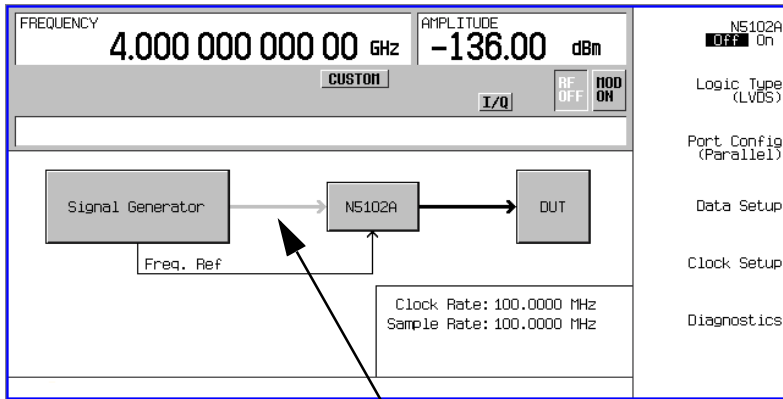 FREQUENCY
4.000 000 000 00 GHz
AMPLITUDE
-136.00 dBm
CUSTOM
I/Q
RF OFF
MOD ON
N5102A
Off On
Logic Type
(LVDS)
Port Config
(Parallel)
Data Setup
Clock Setup
Diagnostics
Signal Generator
N5102A
DUT
Freq. Ref
Clock Rate: 100.0000 MHz
Sample Rate: 100.0000 MHz